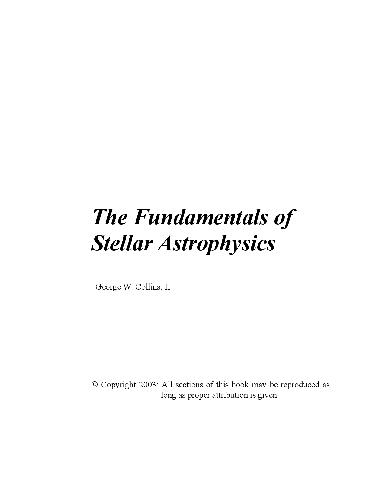 The Fundamentals of
Stellar Astrophysics
George W. Collins, II
© Copyright 2003: All sections of this book may be reproduced as
long as proper attribution is given.